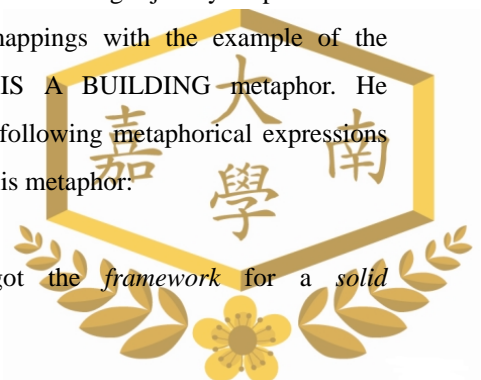 mappings with the example of the
IS A BUILDING metaphor. He
大
following metaphorical expressions
嘉 南
is metaphor:
學
got the framework for a solid